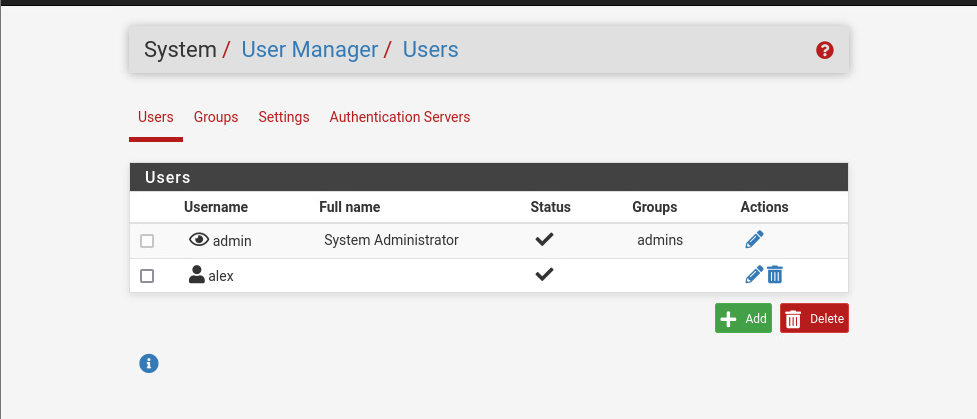 System / User Manager / Users
Users Groups Settings Authentication Servers
Users
Username Full name Status Groups Actions
admin System Administrator admins
alex
Add Delete